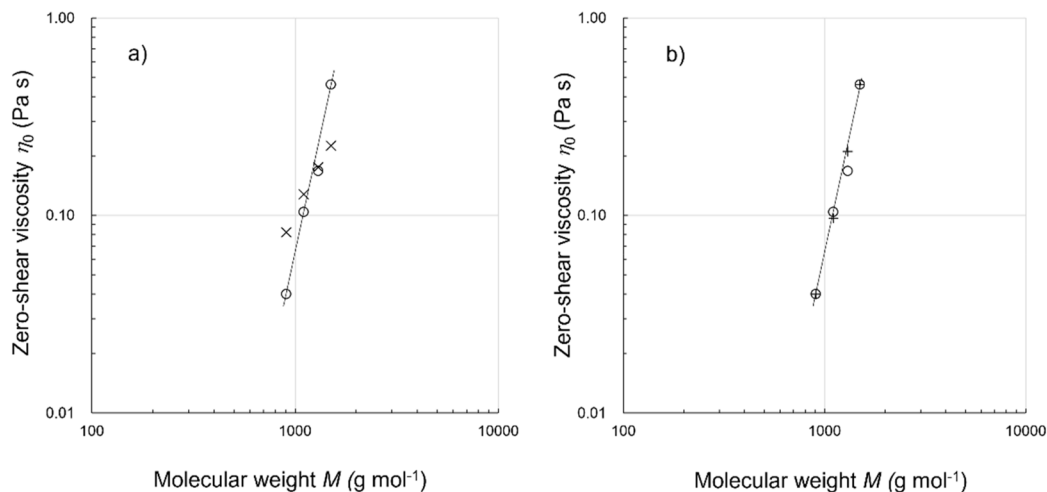 a)
Zero-shear viscosity η₀ (Pa s)
1.00
0.10
0.01
100
1000
10000
Molecular weight M (g mol⁻¹)
b)
Zero-shear viscosity η₀ (Pa s)
1.00
0.10
0.01
100
1000
10000
Molecular weight M (g mol⁻¹)